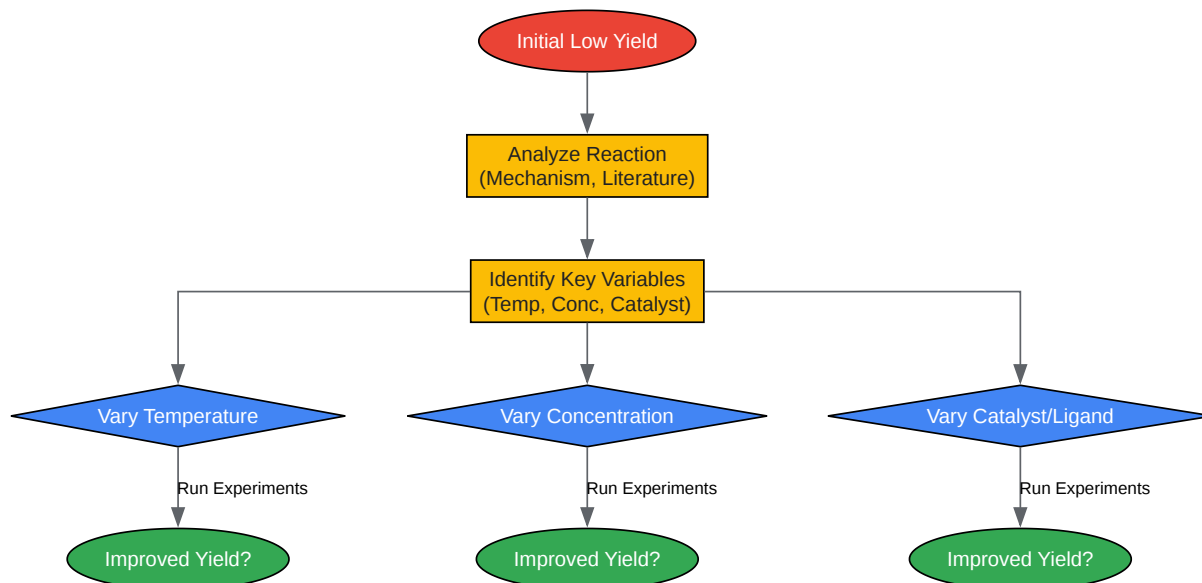 Initial Low Yield
Analyze Reaction
(Mechanism, Literature)
Identify Key Variables
(Temp, Conc, Catalyst)
Vary Temperature
Vary Concentration
Vary Catalyst/Ligand
Run Experiments
Run Experiments
Run Experiments
Improved Yield?
Improved Yield?
Improved Yield?